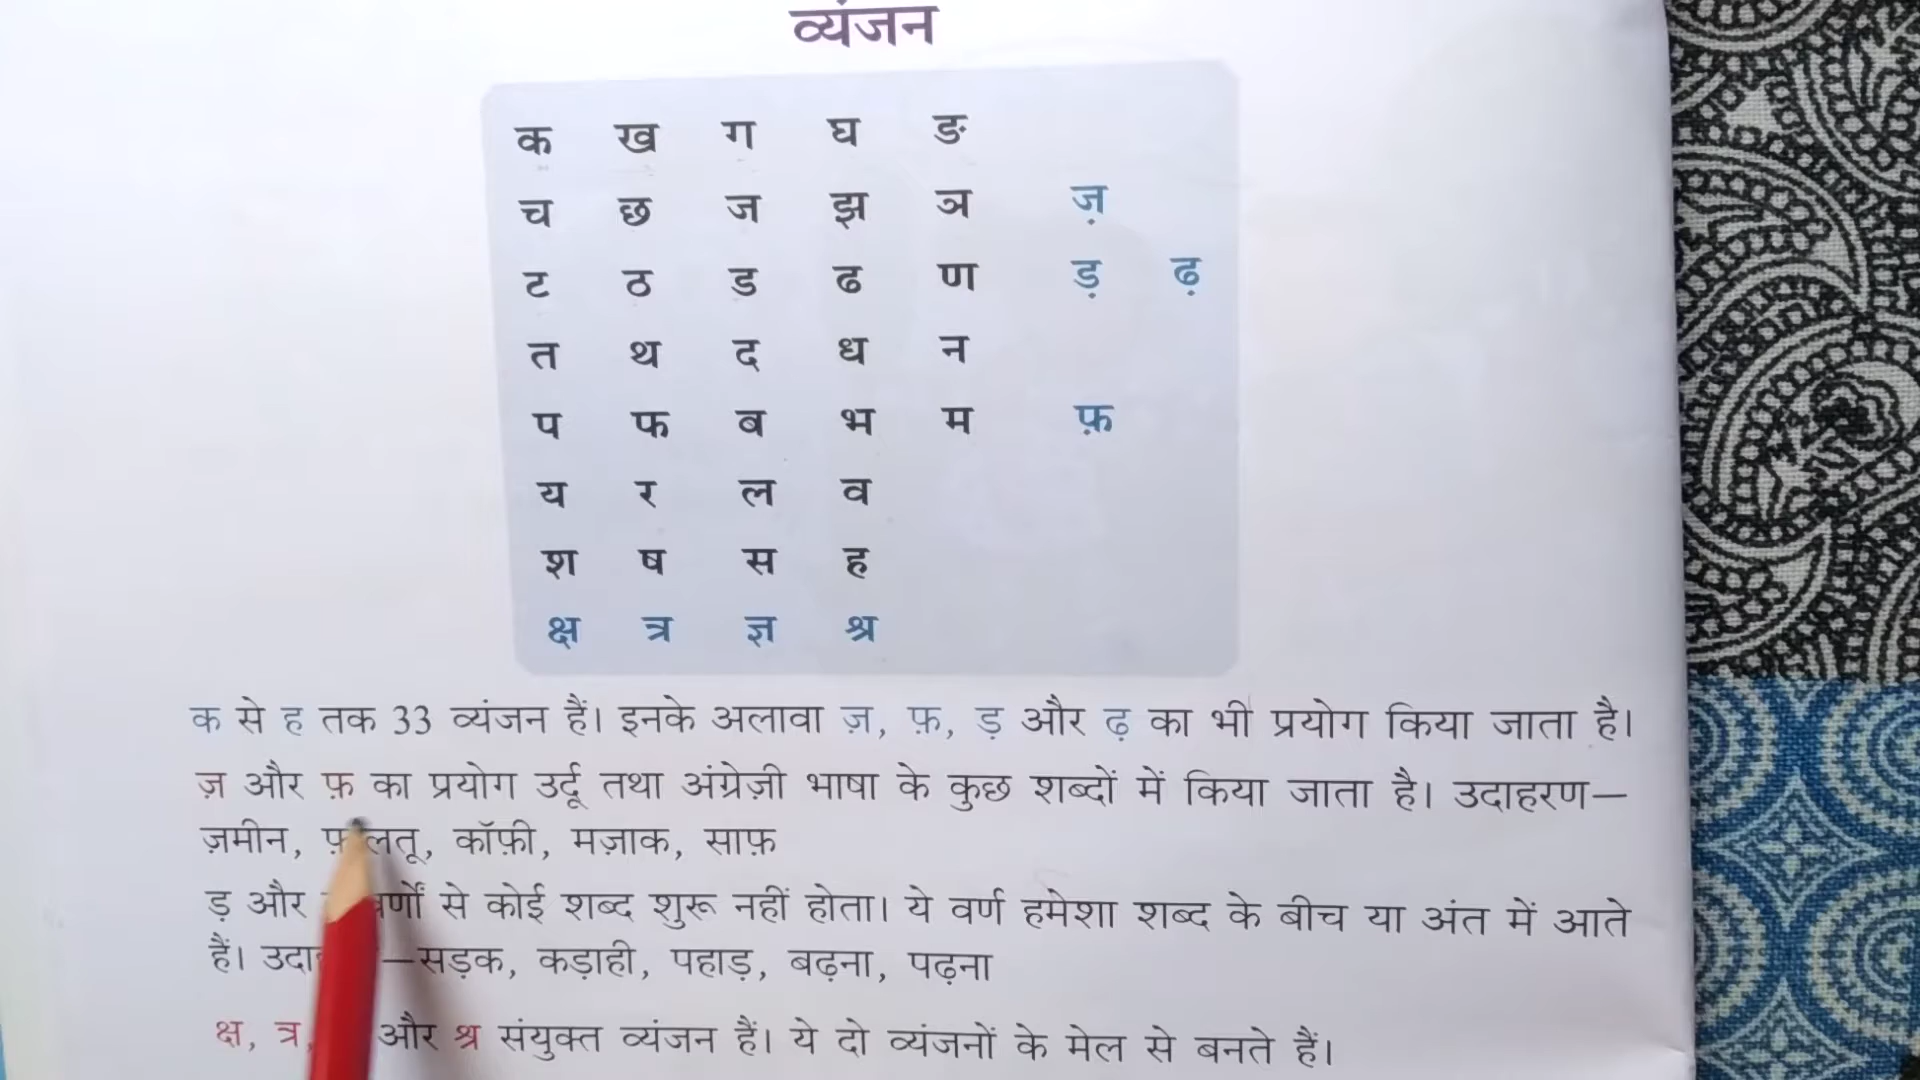 व्यंजन
क ख ग घ ङ
च छ ज झ ञ ज़
ट ठ ड ढ ण ड़ ढ़
त थ द ध न
प फ ब भ म फ़
य र ल व
श ष स ह
क्ष त्र ज्ञ श्र
क से ह तक 33 व्यंजन हैं। इनके अलावा ज़, फ़, ड़ और ढ़ का भी प्रयोग किया जाता है।
ज़ और फ़ का प्रयोग उर्दू तथा अंग्रेज़ी भाषा के कुछ शब्दों में किया जाता है। उदाहरण—
ज़मीन, कॉफ़ी, मज़ाक, साफ़
ड़ और वर्णों से कोई शब्द शुरू नहीं होता। ये वर्ण हमेशा शब्द के बीच या अंत में आते
हैं। —सड़क, कड़ाही, पहाड़, बढ़ना, पढ़ना
क्ष, त्र, और श्र संयुक्त व्यंजन हैं। ये दो व्यंजनों के मेल से बनते हैं।